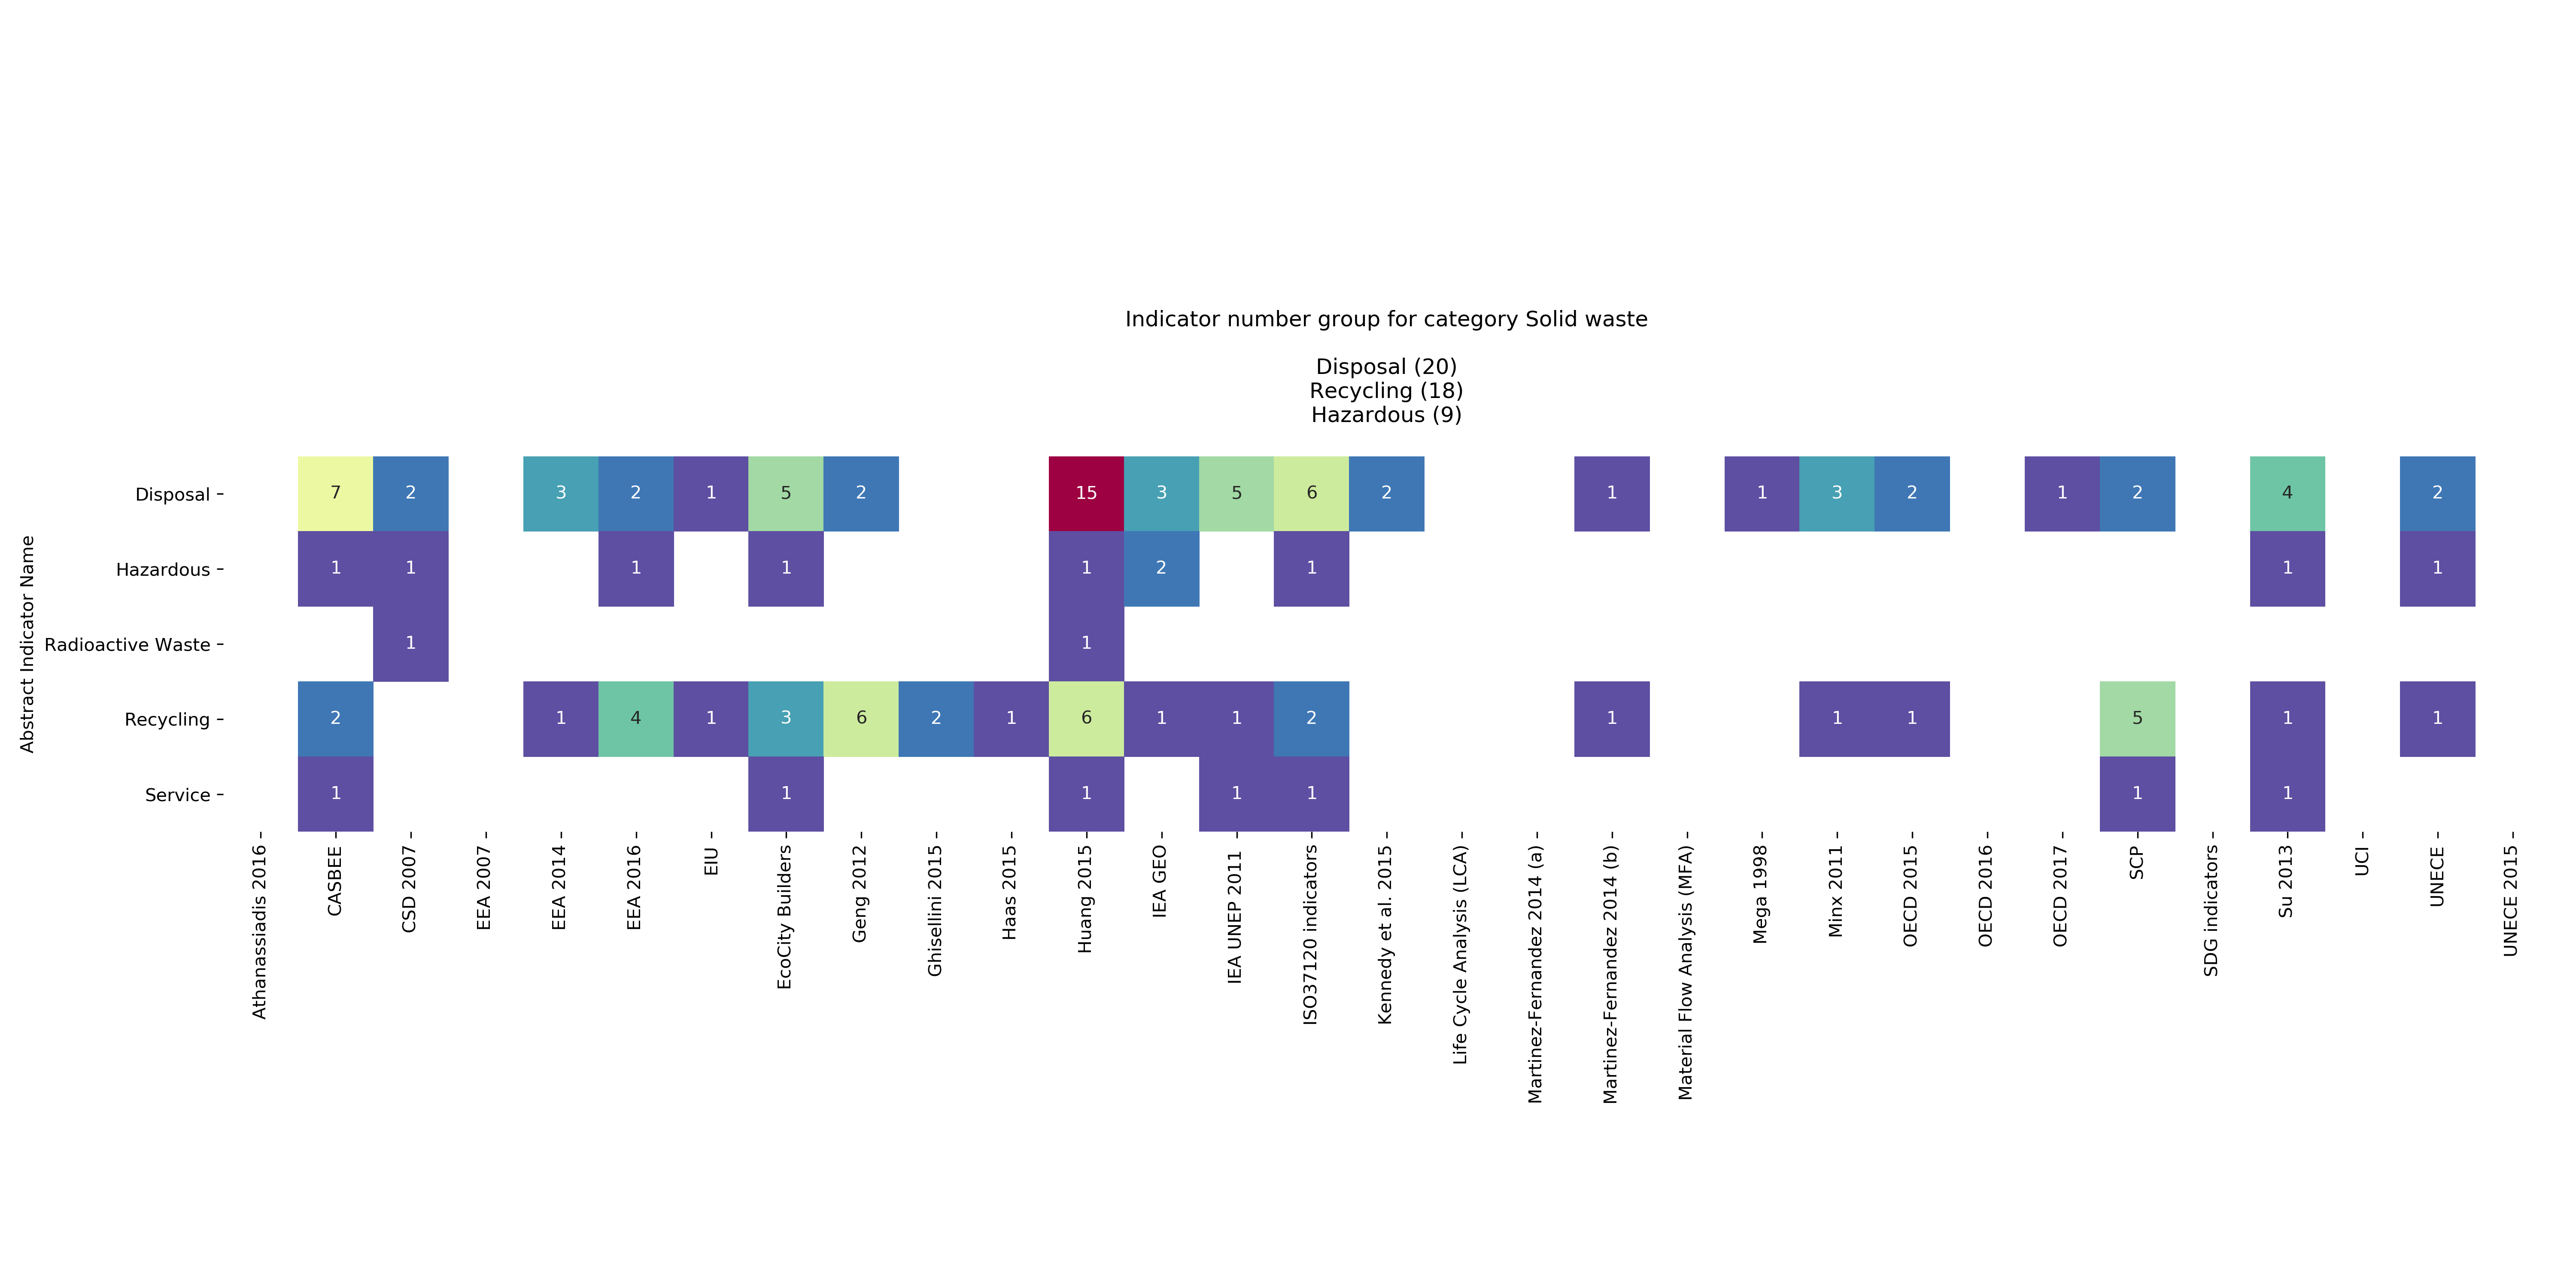 Indicator number group for category Solid waste
Disposal (20)
Recycling (18)
Hazardous (9)
Abstract Indicator Name
Disposal 7 2 3 2 1 5 2 15 3 5 6 2 1 1 3 2 1 2 4 2
Hazardous 1 1 1 1 1 2 1 1 1
Radioactive Waste 1 1
Recycling 2 1 4 1 3 6 2 1 6 1 1 2 1 1 1 5 1 1
Service 1 1 1 1 1 1 1
Athanassiadis 2016
CASBEE
CSD 2007
EEA 2007
EEA 2014
EEA 2016
EIU
EcoCity Builders
Geng 2012
Ghisellini 2015
Haas 2015
Huang 2015
IEA GEO
IEA UNEP 2011
ISO37120 indicators
Kennedy et al. 2015
Life Cycle Analysis (LCA)
Martinez-Fernandez 2014 (a)
Martinez-Fernandez 2014 (b)
Material Flow Analysis (MFA)
Mega 1998
Minx 2011
OECD 2015
OECD 2016
OECD 2017
SCP
SDG indicators
Su 2013
UCI
UNECE
UNECE 2015